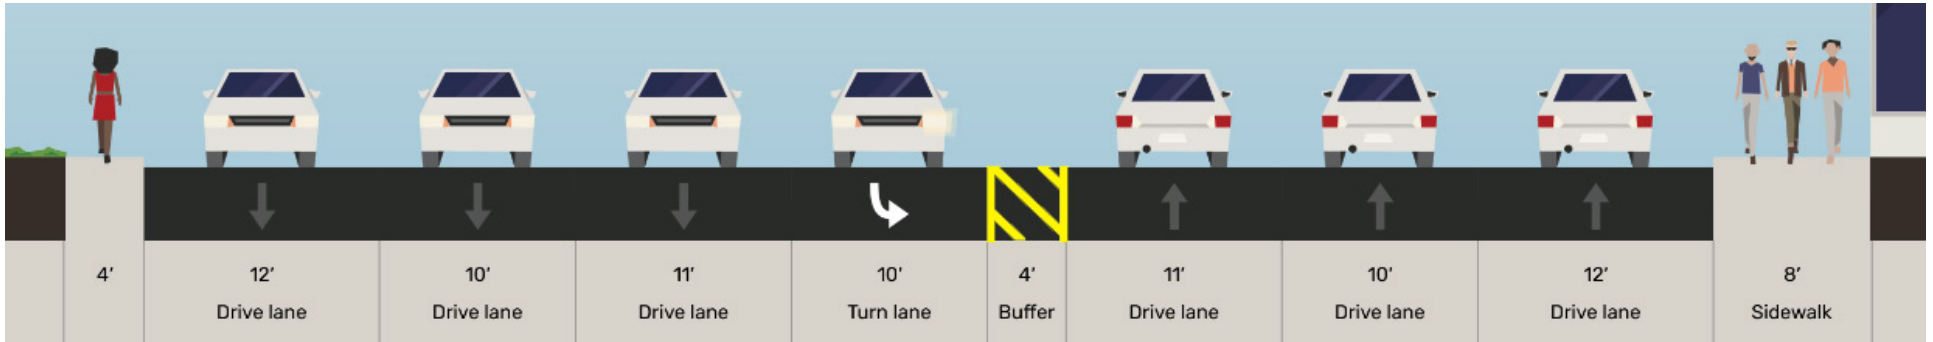 4′ 12′ 10′ 11′ 10′ 4′ 11′ 10′ 12′ 8′
Drive lane Drive lane Drive lane Turn lane Buffer Drive lane Drive lane Drive lane Sidewalk